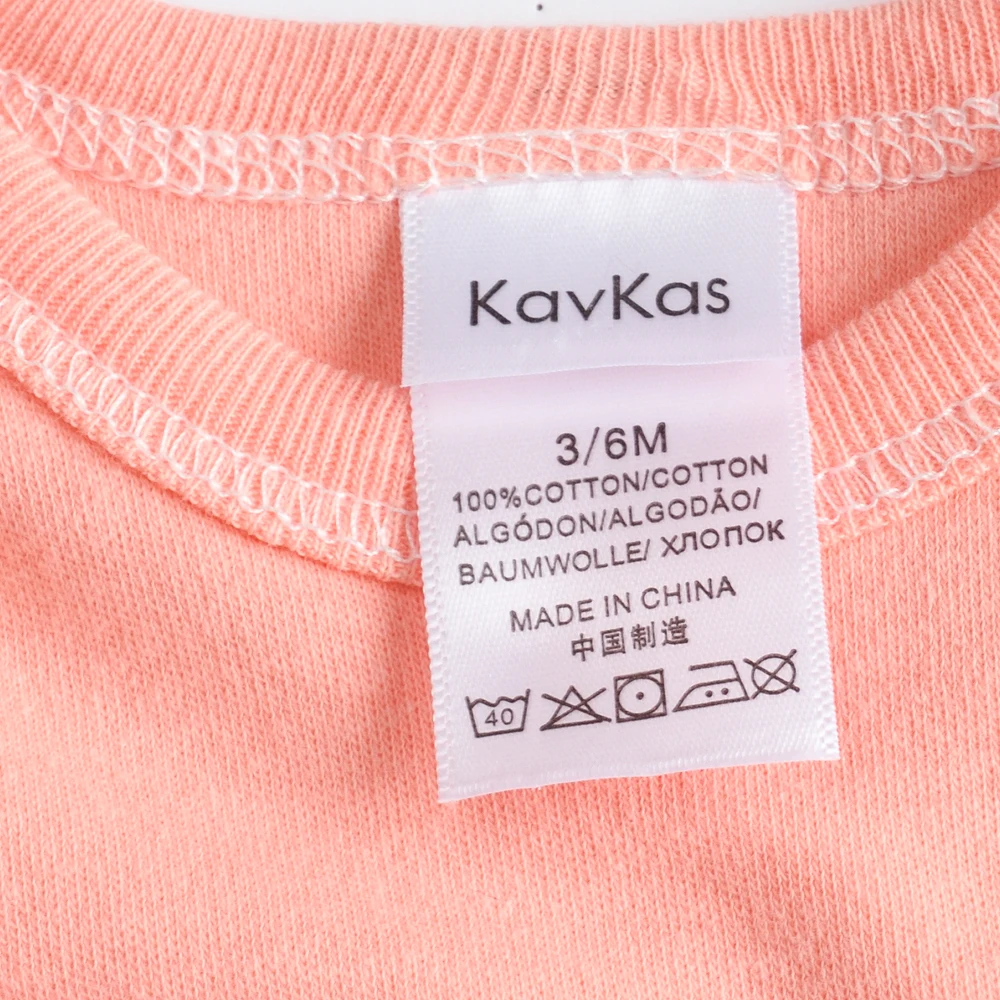 KavKas
3/6M
100%COTTON/COTTON
ALGÓDON/ALGODÃO/
BAUMWOLLE/ ХЛОПОК
MADE IN CHINA
中国制造
40